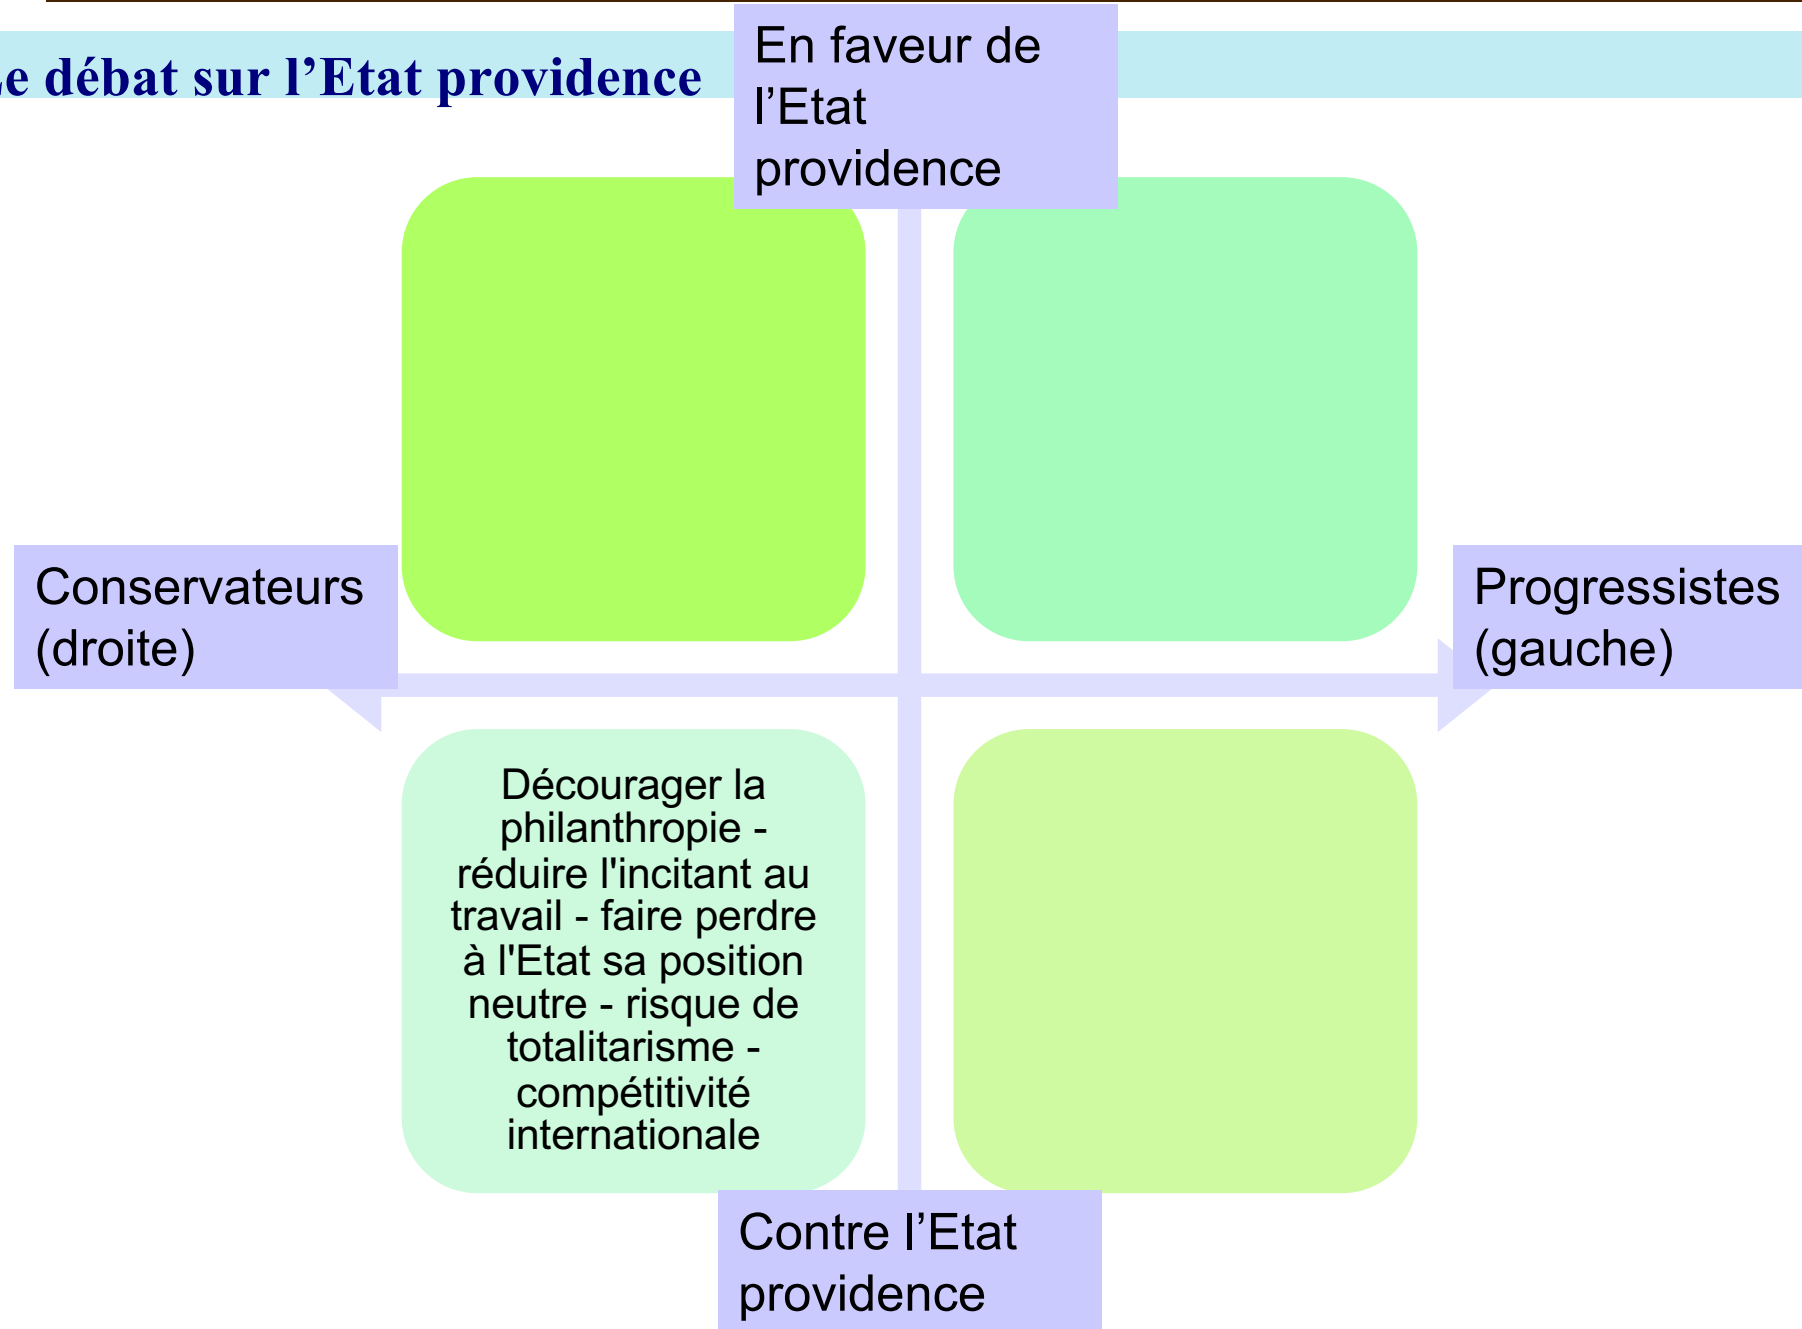 e débat sur l’Etat providence
En faveur de
l’Etat
providence
Conservateurs
(droite)
Progressistes
(gauche)
Décourager la
philanthropie -
réduire l'incitant au
travail - faire perdre
à l'Etat sa position
neutre - risque de
totalitarisme -
compétitivité
internationale
Contre l’Etat
providence